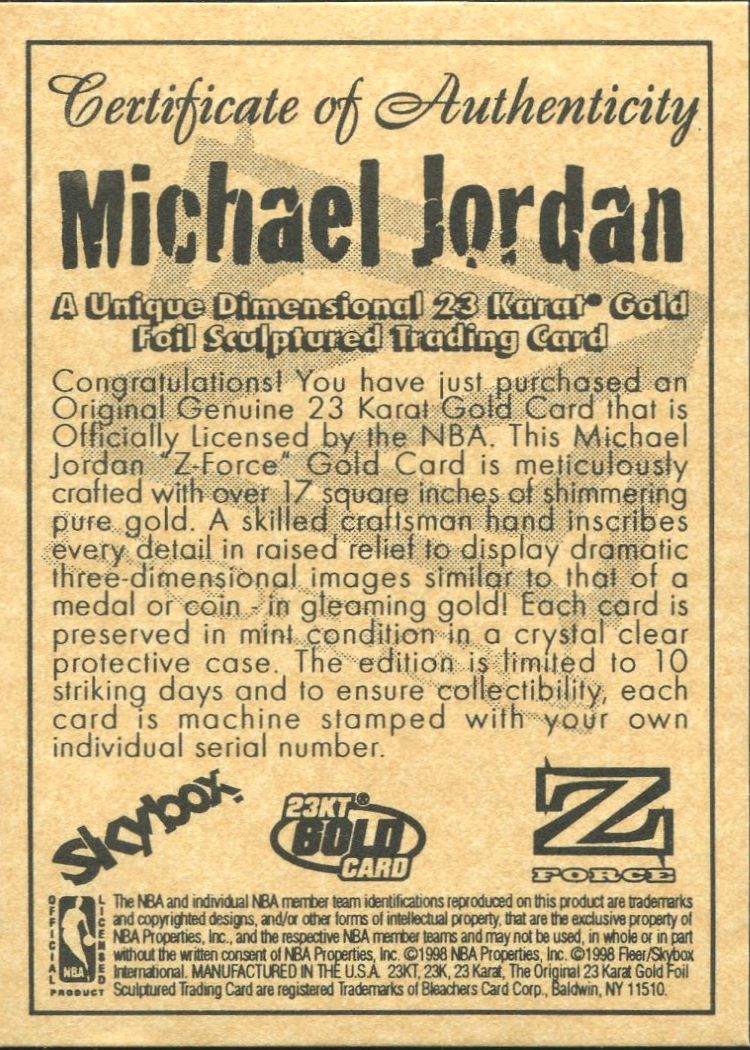 Certificate of Authenticity
Michael Jordan
A Unique Dimensional 23 Karat® Gold
Foil Sculptured Trading Card
Congratulations! You have just purchased an
Original Genuine 23 Karat Gold Card that is
Officially Licensed by the NBA. This Michael
Jordan "Z-Force" Gold Card is meticulously
crafted with over 17 square inches of shimmering
pure gold. A skilled craftsman hand inscribes
every detail in raised relief to display dramatic
three-dimensional images similar to that of a
medal or coin - in gleaming gold! Each card is
preserved in mint condition in a crystal clear
protective case. The edition is limited to 10
striking days and to ensure collectibility, each
card is machine stamped with your own
individual serial number.
Skybox
23KT®
GOLD
CARD
Z
FORCE
OFFICIAL
LICENSED
NBA
PRODUCT
The NBA and individual NBA member team identifications reproduced on this product are trademarks
and copyrighted designs, and/or other forms of intellectual property, that are the exclusive property of
NBA Properties, Inc., and the respective NBA member teams and may not be used, in whole or in part
without the written consent of NBA Properties, Inc. ©1998 NBA Properties, Inc. ©1998 Fleer/Skybox
International. MANUFACTURED IN THE U.S.A. 23KT, 23K, 23 Karat, The Original 23 Karat Gold Foil
Sculptured Trading Card are registered Trademarks of Bleachers Card Corp., Baldwin, NY 11510.